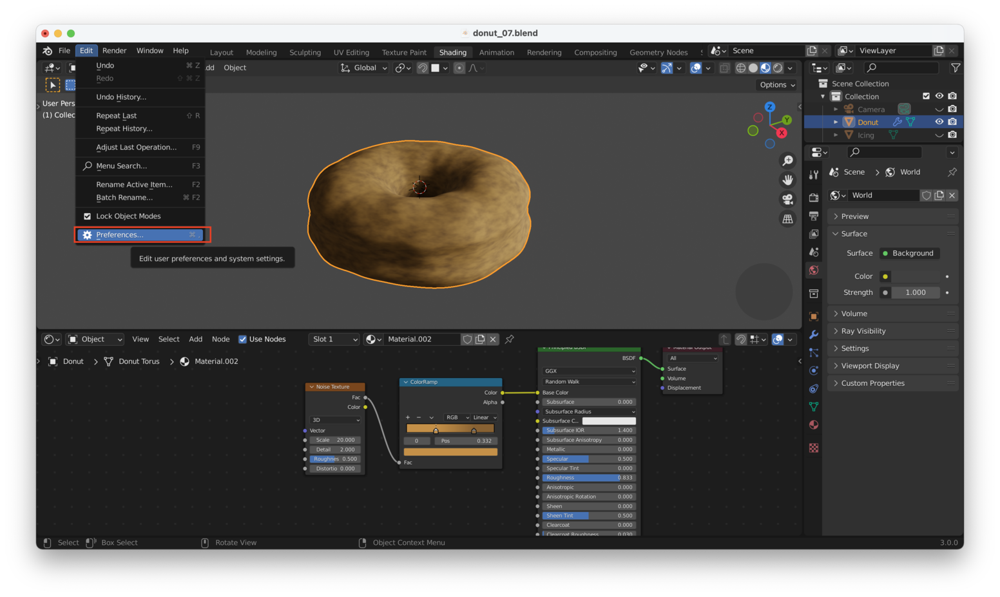 donut_07.blend
File Edit Render Window Help Layout Modeling Sculpting UV Editing Texture Paint Shading Animation Rendering Compositing Geometry Nodes Scene ViewLayer
dd Object Global
Options
User Pers
(1) Collec
Undo ⌘ Z
Redo ⇧ ⌘ Z
Undo History...
Repeat Last ⇧ R
Repeat History...
Adjust Last Operation... F9
Menu Search... F3
Rename Active Item... F2
Batch Rename... ⌘ F2
Lock Object Modes
Preferences... ⌘ ,
Edit user preferences and system settings.
Z
Y
X
Scene Collection
Collection
Camera
Donut
Icing
Scene > World
World
Preview
Surface
Surface Background
Color
Strength 1.000
Volume
Ray Visibility
Settings
Viewport Display
Custom Properties
Object View Select Add Node Use Nodes Slot 1 Material.002
Donut > Donut Torus > Material.002
Noise Texture
Fac
Color
3D
Vector
Scale 20.000
Detail 2.000
Roughnes 0.500
Distortio 0.000
ColorRamp
Color
Alpha
+ − RGB Linear
0 Pos 0.332
Fac
Principled BSDF
BSDF
GGX
Random Walk
Base Color
Subsurface 0.000
Subsurface Radius
Subsurface C...
Subsurface IOR 1.400
Subsurface Anisotropy 0.000
Metallic 0.000
Specular 0.500
Specular Tint 0.000
Roughness 0.833
Anisotropic 0.000
Anisotropic Rotation 0.000
Sheen 0.000
Sheen Tint 0.500
Clearcoat 0.000
Clearcoat Roughness 0.030
Material Output
All
Surface
Volume
Displacement
Select Box Select Rotate View Object Context Menu 3.0.0